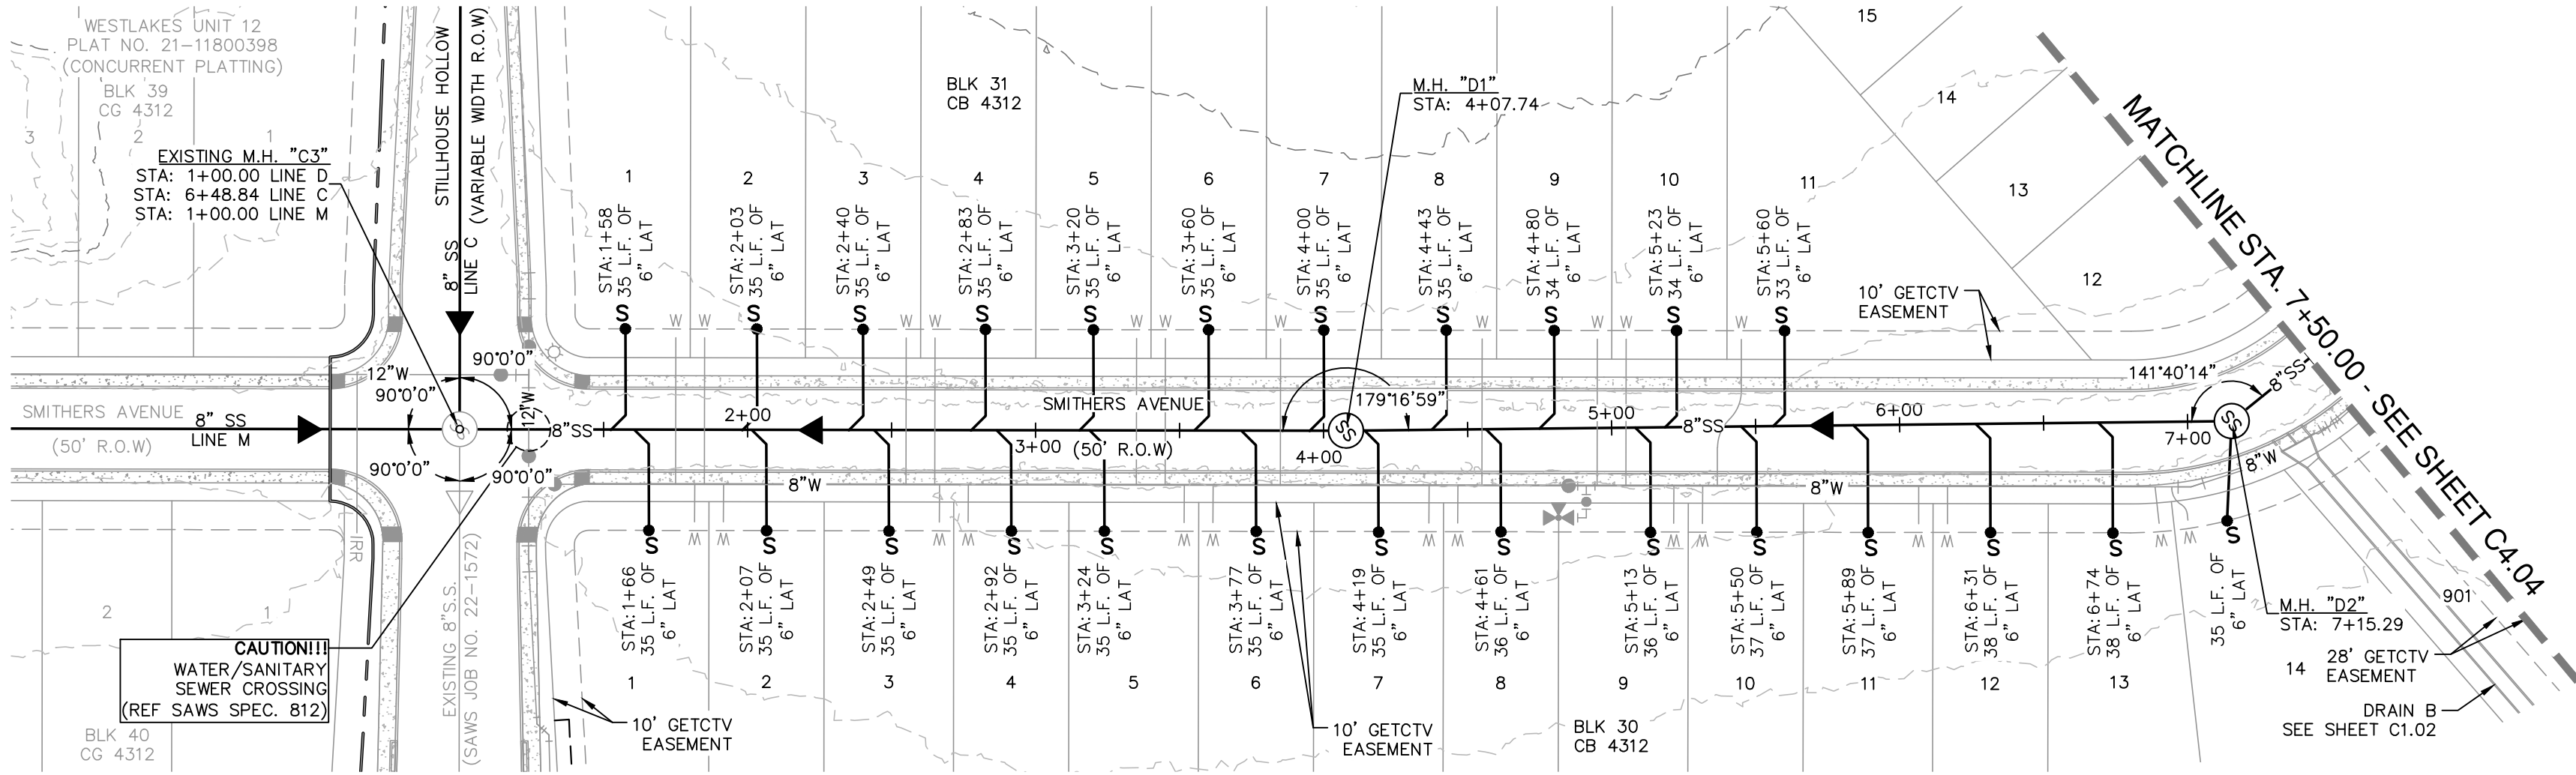 WESTLAKES UNIT 12
PLAT NO. 21-11800398
(CONCURRENT PLATTING)
BLK 39
CG 4312
3
2
1
EXISTING M.H. "C3"
STA: 1+00.00 LINE D
STA: 6+48.84 LINE C
STA: 1+00.00 LINE M
STILLHOUSE HOLLOW
(VARIABLE WIDTH R.O.W)
8" SS
LINE C
BLK 31
CB 4312
M.H. "D1"
STA: 4+07.74
15
14
13
12
MATCHLINE STA. 7+50.00 - SEE SHEET C4.04
1
2
3
4
5
6
7
8
9
10
11
STA:1+58
35 L.F. OF
6" LAT
S
STA:2+03
35 L.F. OF
6" LAT
S
STA:2+40
35 L.F. OF
6" LAT
S
STA:2+83
35 L.F. OF
6" LAT
S
STA:3+20
35 L.F. OF
6" LAT
S
STA:3+60
35 L.F. OF
6" LAT
S
STA:4+00
35 L.F. OF
6" LAT
S
STA:4+43
35 L.F. OF
6" LAT
S
STA:4+80
34 L.F. OF
6" LAT
S
STA:5+23
34 L.F. OF
6" LAT
S
STA:5+60
33 L.F. OF
6" LAT
S
W W W W W W W W W W W W
10' GETCTV
EASEMENT
12"W
90°0'0"
90°0'0"
12"W
90°0'0"
90°0'0"
SMITHERS AVENUE
(50' R.O.W)
8" SS
LINE M
8"SS
2+00
SMITHERS AVENUE
3+00
(50' R.O.W)
4+00
SS
179°16'59"
5+00
8"SS
6+00
7+00
141°40'14"
SS
8"SS
8"W
8"W
8"W
IRR
W W W W W W W W W W W W W W
S
STA:1+66
35 L.F. OF
6" LAT
S
STA:2+07
35 L.F. OF
6" LAT
S
STA:2+49
35 L.F. OF
6" LAT
S
STA:2+92
35 L.F. OF
6" LAT
S
STA:3+24
35 L.F. OF
6" LAT
S
STA:3+77
35 L.F. OF
6" LAT
S
STA:4+19
35 L.F. OF
6" LAT
S
STA:4+61
36 L.F. OF
6" LAT
S
STA:5+13
36 L.F. OF
6" LAT
S
STA:5+50
37 L.F. OF
6" LAT
S
STA:5+89
37 L.F. OF
6" LAT
S
STA:6+31
38 L.F. OF
6" LAT
S
STA:6+74
38 L.F. OF
6" LAT
S
35 L.F. OF
6" LAT
M.H. "D2"
STA: 7+15.29
901
28' GETCTV
EASEMENT
DRAIN B
SEE SHEET C1.02
1
2
3
4
5
6
7
8
9
10
11
12
13
14
2
1
EXISTING 8"S.S.
(SAWS JOB NO. 22-1572)
CAUTION!!!
WATER/SANITARY
SEWER CROSSING
(REF SAWS SPEC. 812)
BLK 40
CG 4312
10' GETCTV
EASEMENT
10' GETCTV
EASEMENT
BLK 30
CB 4312